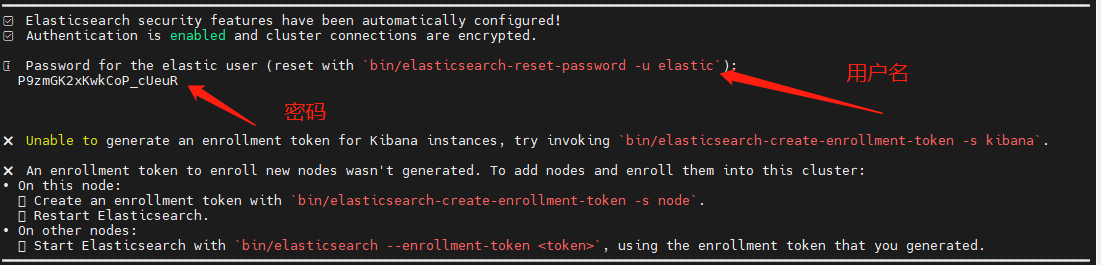 Elasticsearch security features have been automatically configured!
Authentication is enabled and cluster connections are encrypted.
Password for the elastic user (reset with `bin/elasticsearch-reset-password -u elastic`):
用户名
P9zmGK2xKwkCoP_cUeuR
密码
Unable to generate an enrollment token for Kibana instances, try invoking `bin/elasticsearch-create-enrollment-token -s kibana`.
An enrollment token to enroll new nodes wasn't generated. To add nodes and enroll them into this cluster:
• On this node:
Create an enrollment token with `bin/elasticsearch-create-enrollment-token -s node`.
Restart Elasticsearch.
• On other nodes:
Start Elasticsearch with `bin/elasticsearch --enrollment-token <token>`, using the enrollment token that you generated.